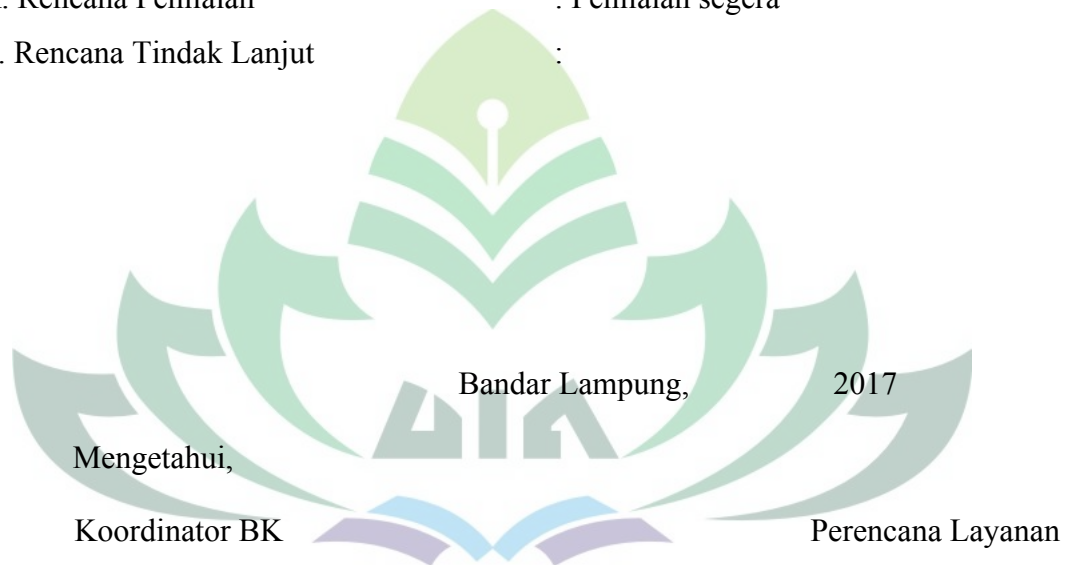 . Rencana Penilaian : Penilaian segera
. Rencana Tindak Lanjut :
Bandar Lampung, 2017
Mengetahui,
Koordinator BK Perencana Layanan